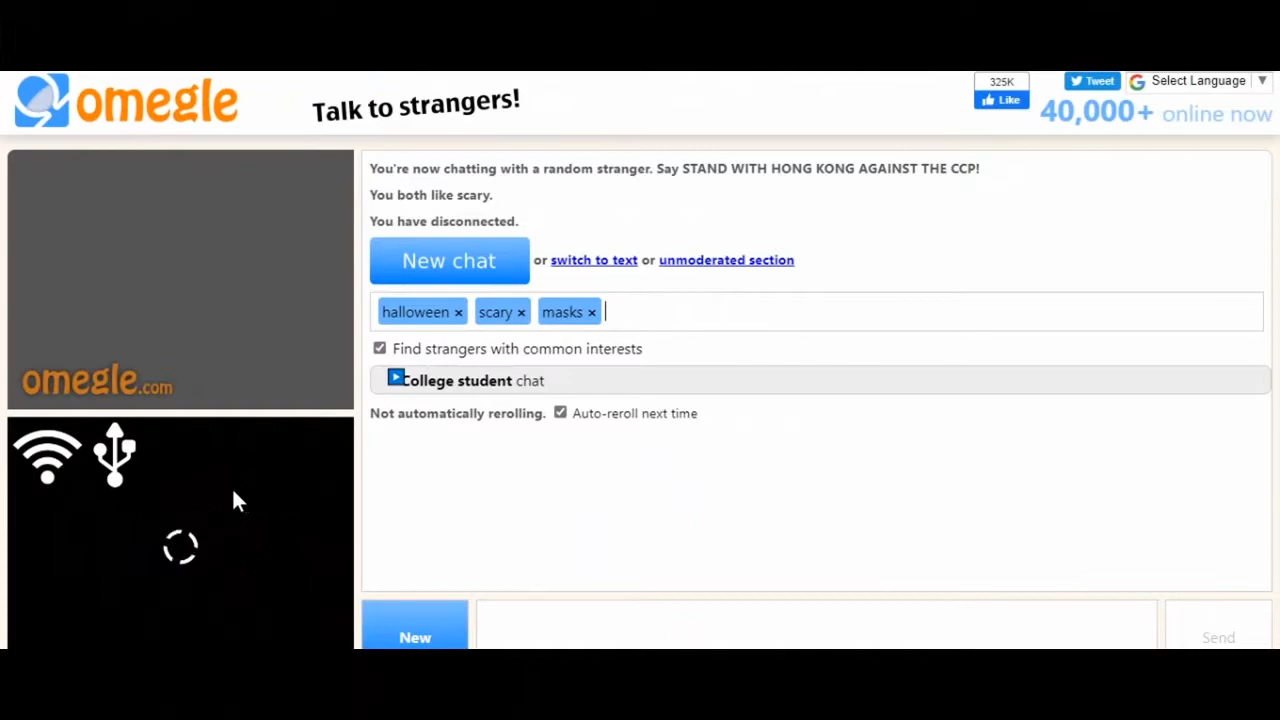 omegle
Talk to strangers!
325K
Like
Tweet
Select Language ▼
40,000+ online now
You're now chatting with a random stranger. Say STAND WITH HONG KONG AGAINST THE CCP!
You both like scary.
You have disconnected.
New chat or switch to text or unmoderated section
halloween × scary × masks ×
Find strangers with common interests
College student chat
Not automatically rerolling. Auto-reroll next time
omegle.com
New
Send